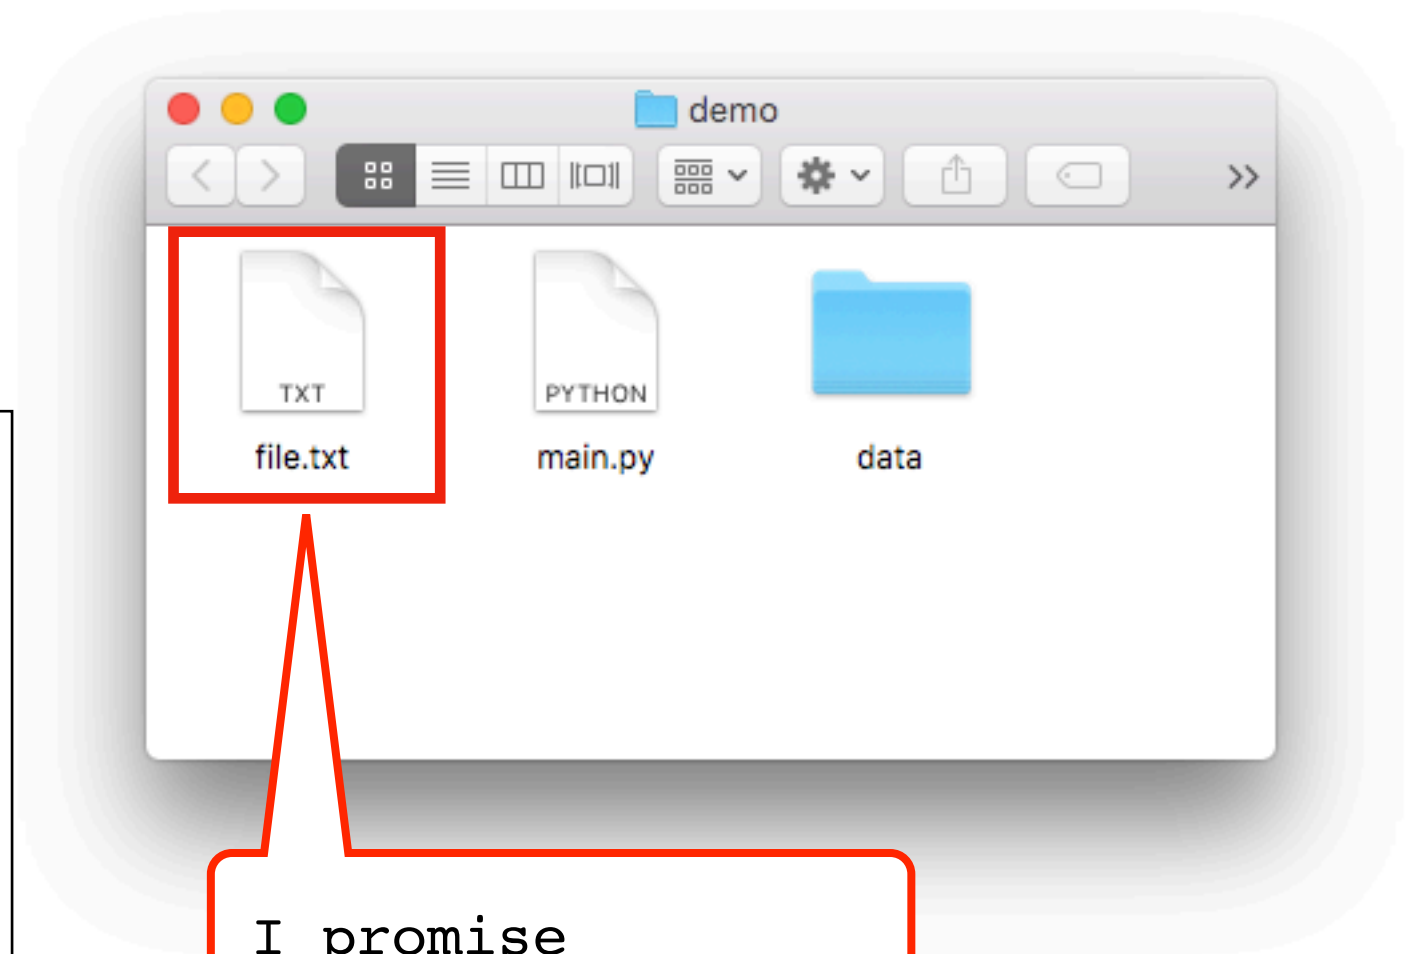 demo
TXT
PYTHON
file.txt
main.py
data
I promise